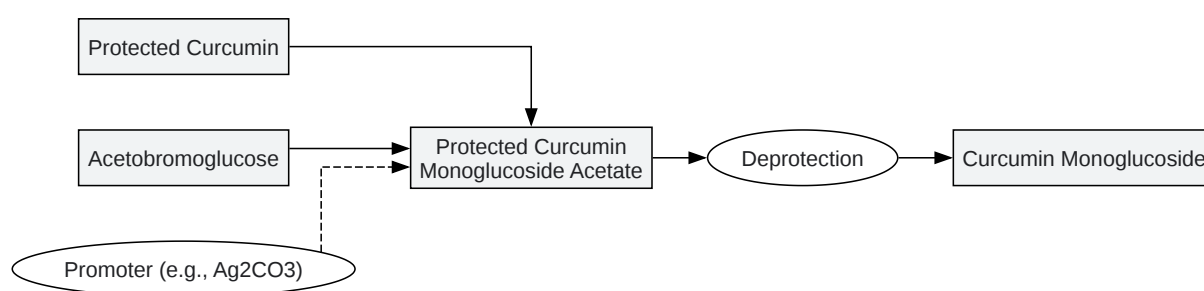 Protected Curcumin
Acetobromoglucose
Protected Curcumin
Monoglucoside Acetate
Deprotection
Curcumin Monoglucoside
Promoter (e.g., Ag2CO3)